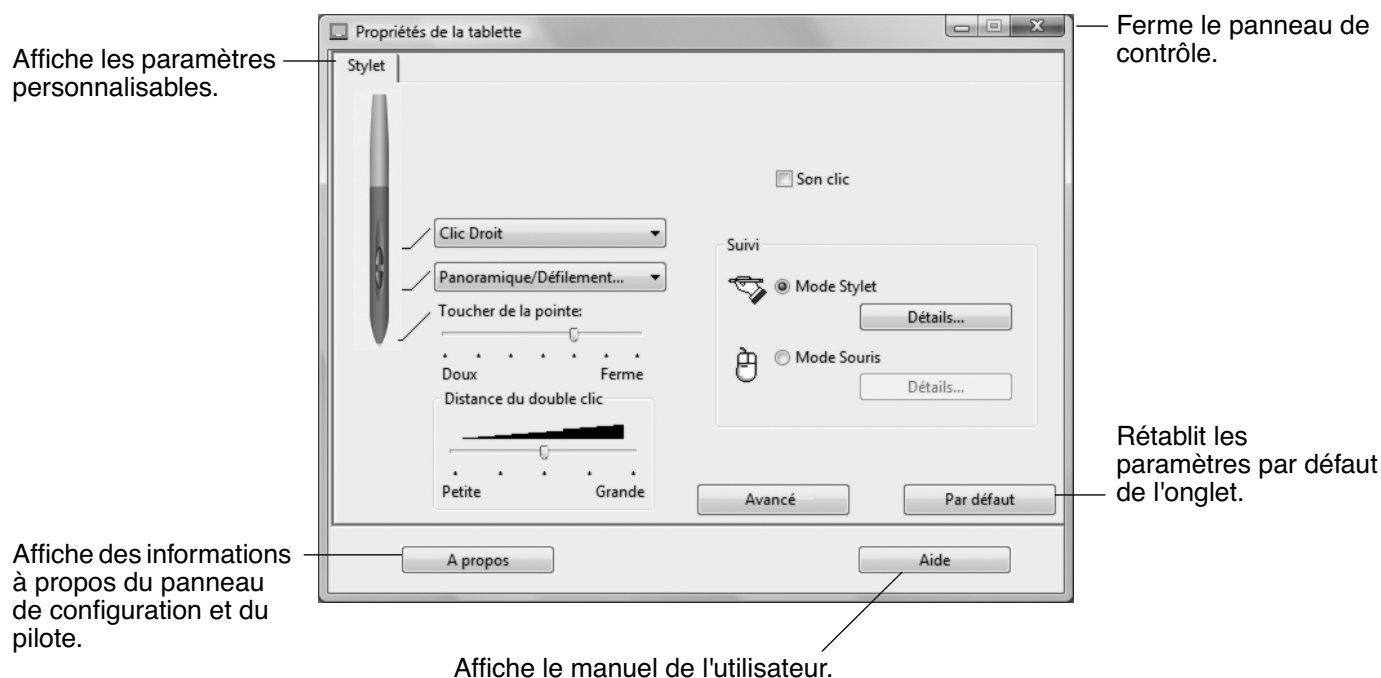 Propriétés de la tablette
Ferme le panneau de
contrôle.
Affiche les paramètres
personnalisables.
Stylet
Son clic
Clic Droit
Panoramique/Défilement...
Toucher de la pointe:
Doux
Ferme
Distance du double clic
Petite
Grande
Suivi
Mode Stylet
Détails...
Mode Souris
Détails...
Avancé
Par défaut
Rétablit les
paramètres par défaut
de l'onglet.
Affiche des informations
à propos du panneau
de configuration et du
pilote.
A propos
Aide
Affiche le manuel de l'utilisateur.